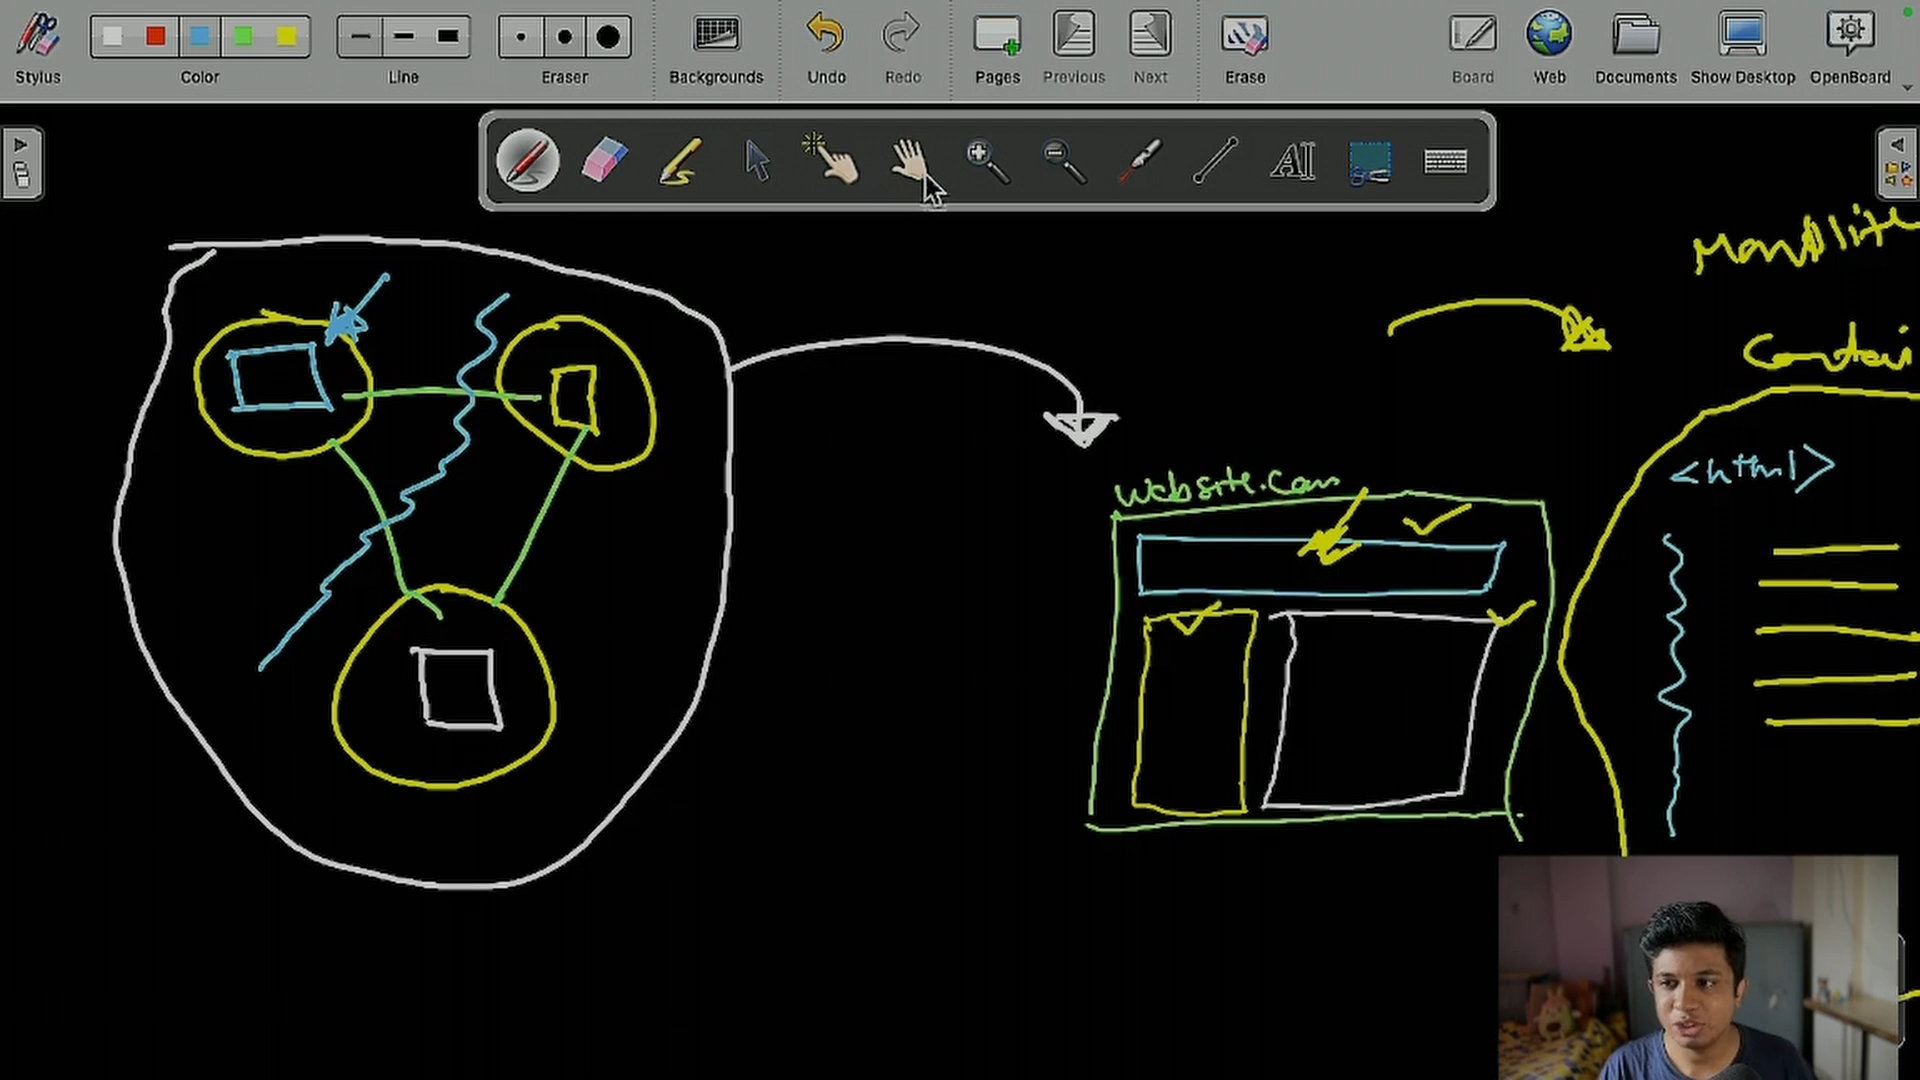 Stylus
Color
Line
Eraser
Backgrounds
Undo
Redo
Pages
Previous
Next
Erase
Board
Web
Documents
Show Desktop
OpenBoard
AI
website.com
<html>